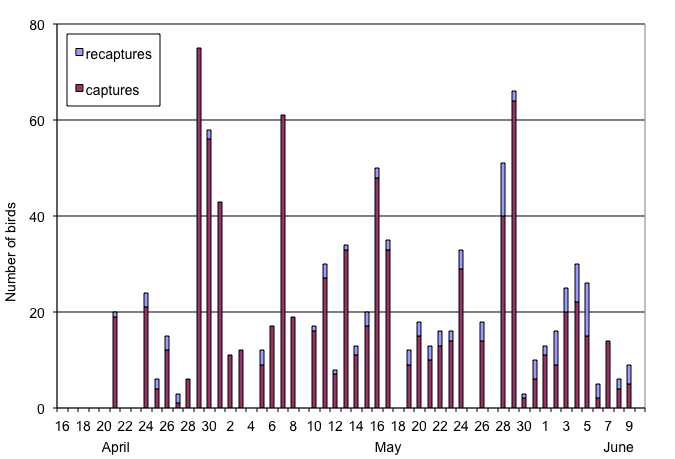 80
recaptures
captures
60
40
20
0
Number of birds
16 18 20 22 24 26 28 30 2 4 6 8 10 12 14 16 18 20 22 24 26 28 30 1 3 5 7 9
April May June